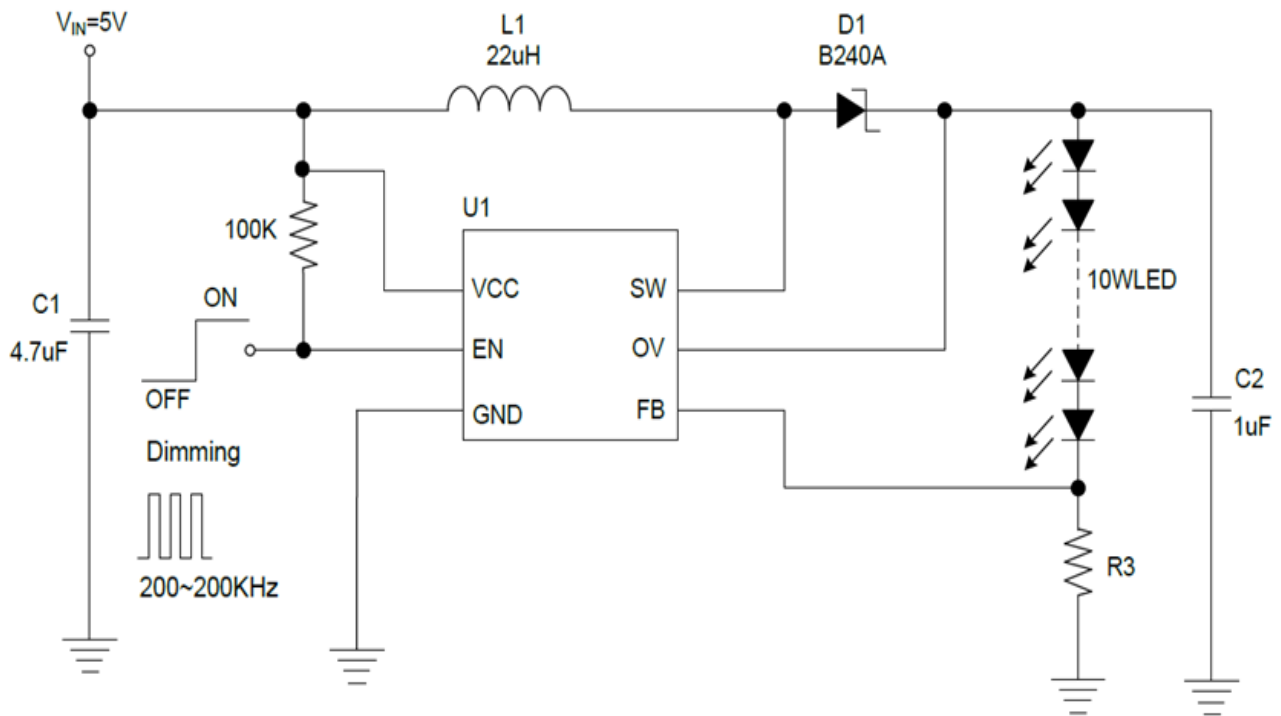 VIN=5V
L1
22uH
D1
B240A
U1
100K
VCC
SW
10WLED
C1
4.7uF
ON
EN
OV
OFF
GND
FB
C2
1uF
Dimming
200~200KHz
R3